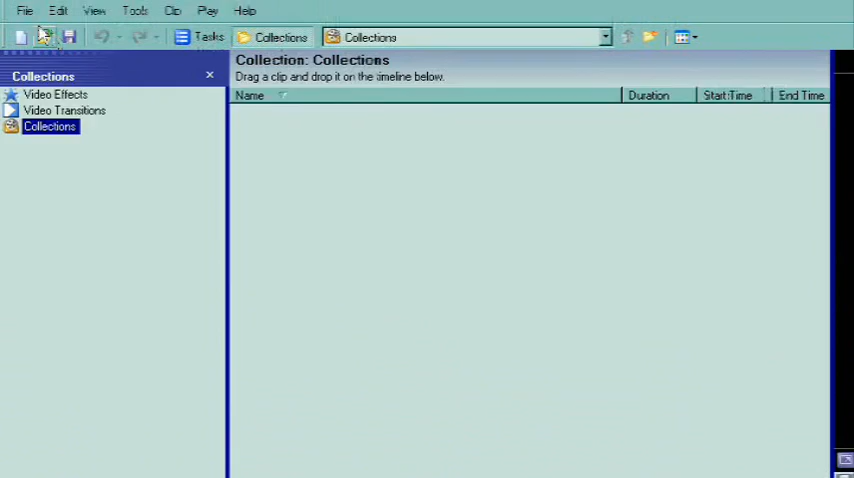 File Edit View Tools Clip Play Help
Tasks Collections Collections
Collections
Video Effects
Video Transitions
Collections
Collection: Collections
Drag a clip and drop it on the timeline below.
Name Duration Start Time End Time